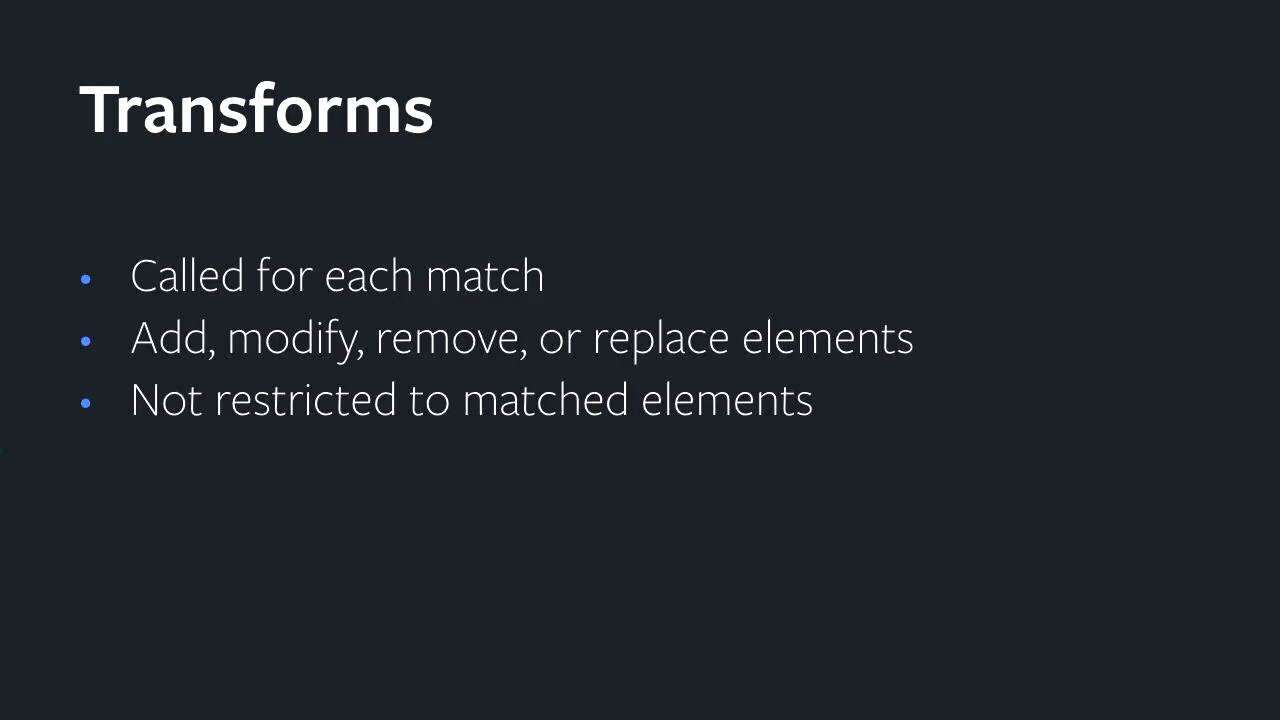 Transforms
• Called for each match
• Add, modify, remove, or replace elements
• Not restricted to matched elements